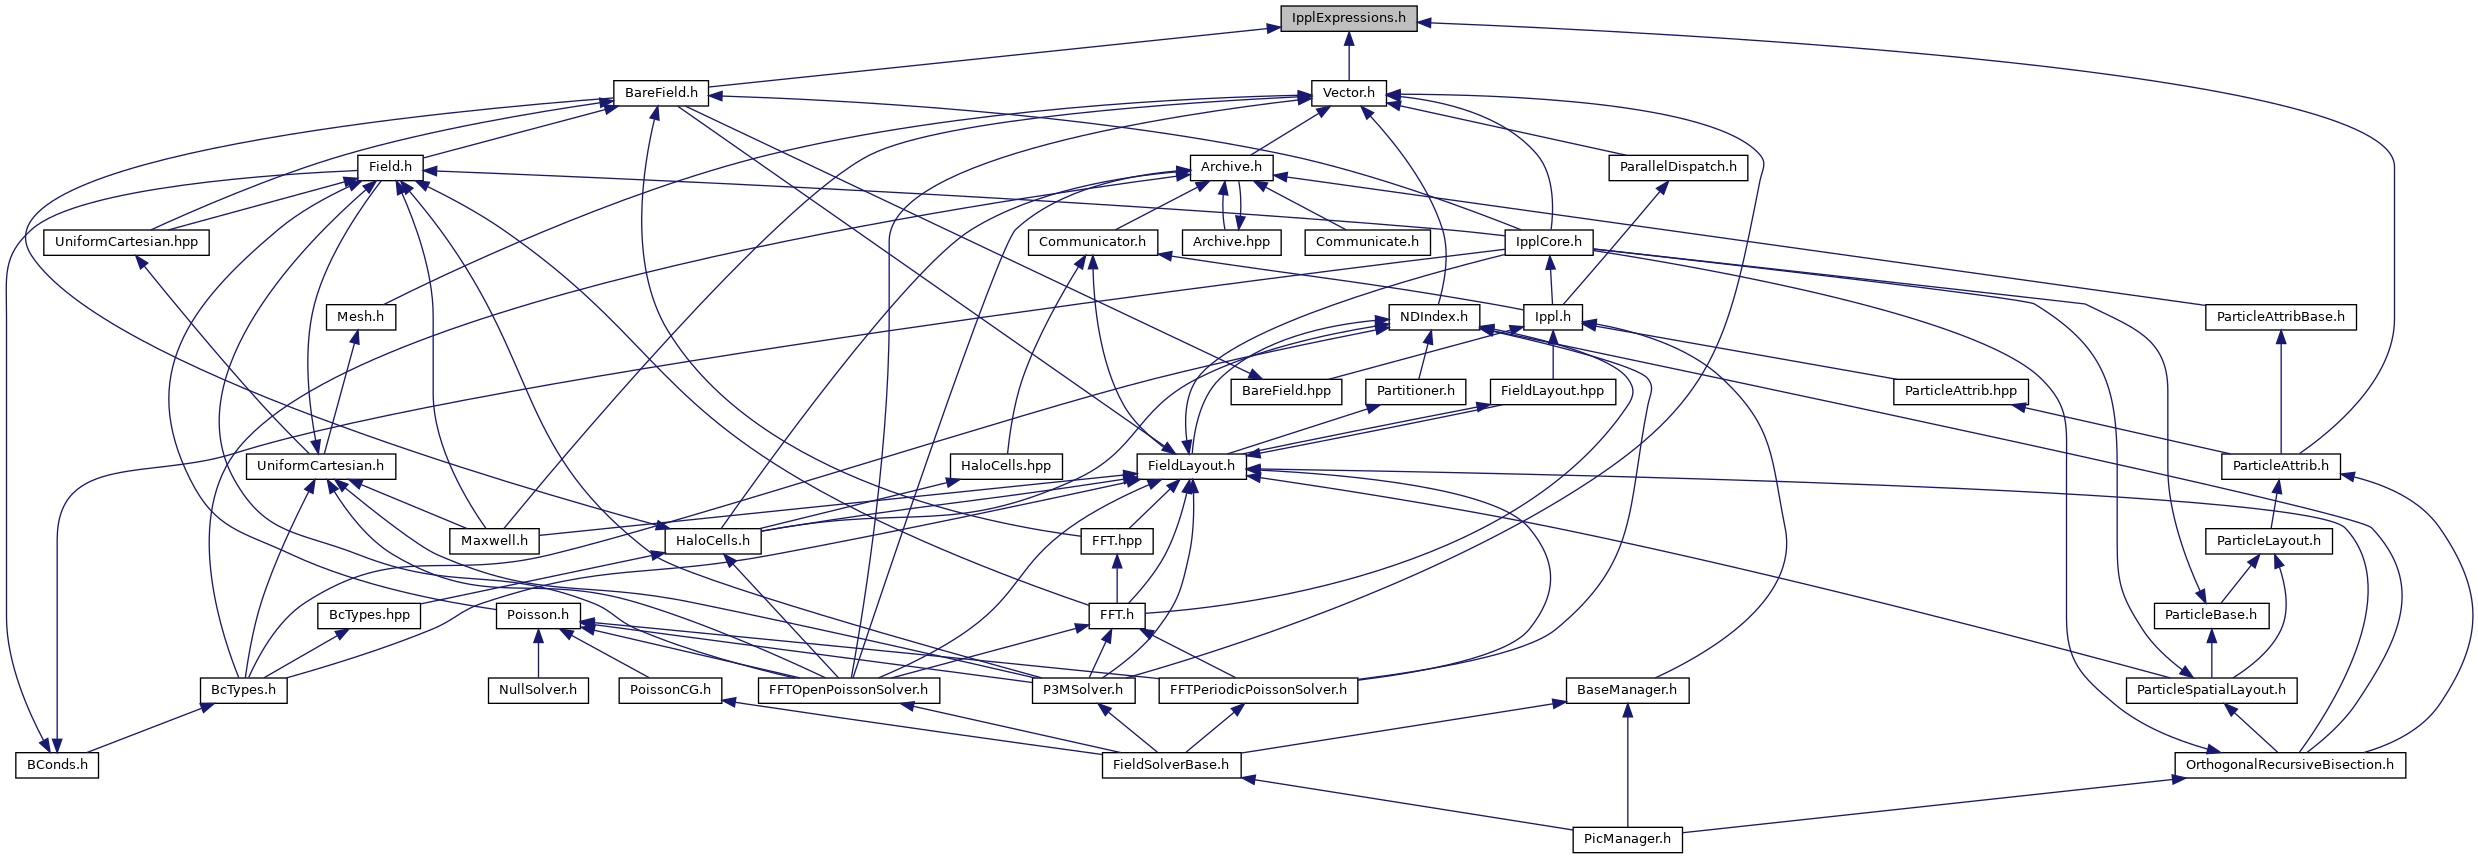 IpplExpressions.h
BareField.h
Vector.h
Field.h
Archive.h
ParallelDispatch.h
UniformCartesian.hpp
Communicator.h
Archive.hpp
Communicate.h
IpplCore.h
Mesh.h
NDIndex.h
Ippl.h
ParticleAttribBase.h
BareField.hpp
Partitioner.h
FieldLayout.hpp
ParticleAttrib.hpp
UniformCartesian.h
HaloCells.hpp
FieldLayout.h
ParticleAttrib.h
Maxwell.h
HaloCells.h
FFT.hpp
ParticleLayout.h
BcTypes.hpp
Poisson.h
FFT.h
ParticleBase.h
BcTypes.h
NullSolver.h
PoissonCG.h
FFTOpenPoissonSolver.h
P3MSolver.h
FFTPeriodicPoissonSolver.h
BaseManager.h
ParticleSpatialLayout.h
BConds.h
FieldSolverBase.h
OrthogonalRecursiveBisection.h
PicManager.h